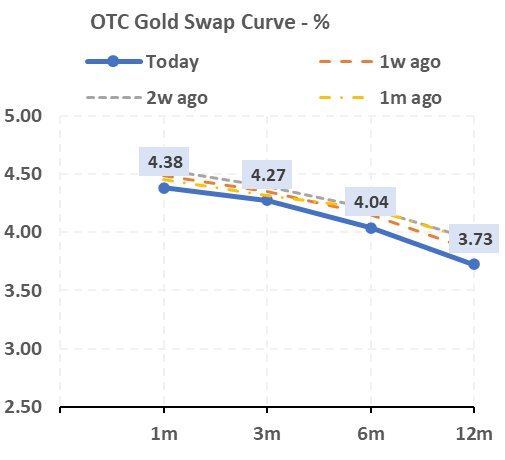 OTC Gold Swap Curve - %
Today
1w ago
2w ago
1m ago
5.00
4.50
4.00
3.50
3.00
2.50
4.38
4.27
4.04
3.73
1m
3m
6m
12m